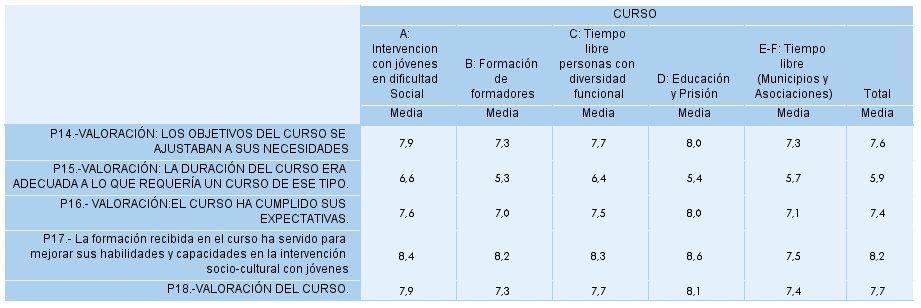 CURSO
A:
Intervencion
con jóvenes
en dificultad
Social
B: Formación
de
formadores
C: Tiempo
libre
personas con
diversidad
funcional
D: Educación
y Prisión
E-F: Tiempo
libre
(Municipios y
Asociaciones)
Total
Media Media Media Media Media Media
P14.-VALORACIÓN: LOS OBJETIVOS DEL CURSO SE
AJUSTABAN A SUS NECESIDADES
7,9 7,3 7,7 8,0 7,3 7,6
P15.-VALORACIÓN: LA DURACIÓN DEL CURSO ERA
ADECUADA A LO QUE REQUERÍA UN CURSO DE ESE TIPO.
6,6 5,3 6,4 5,4 5,7 5,9
P16.- VALORACIÓN:EL CURSO HA CUMPLIDO SUS
EXPECTATIVAS.
7,6 7,0 7,5 8,0 7,1 7,4
P17.- La formación recibida en el curso ha servido para
mejorar sus habilidades y capacidades en la intervención
socio-cultural con jóvenes
8,4 8,2 8,3 8,6 7,5 8,2
P18.-VALORACIÓN DEL CURSO. 7,9 7,3 7,7 8,1 7,4 7,7